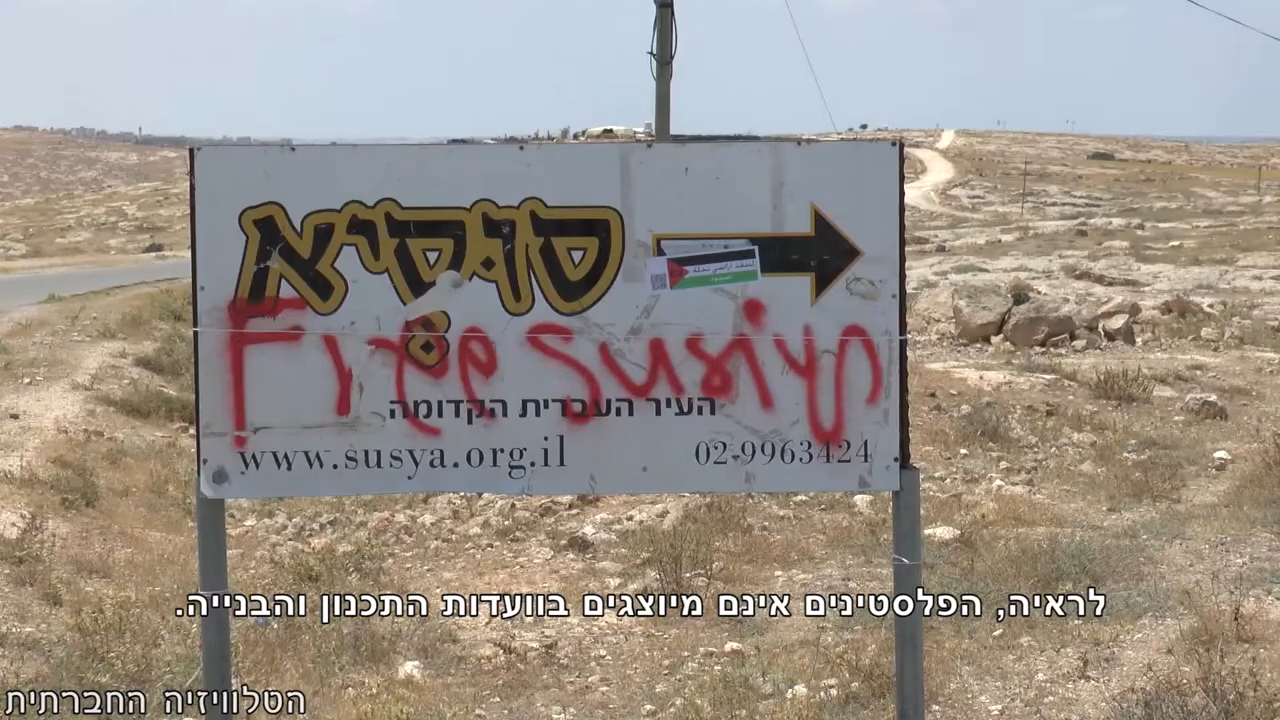 סוסיא
Free Susiya
העיר העברית הקדומה
www.susya.org.il
02-9963424
לראיה, הפלסטינים אינם מיוצגים בוועדות התכנון והבנייה.
הטלוויזיה החברתית